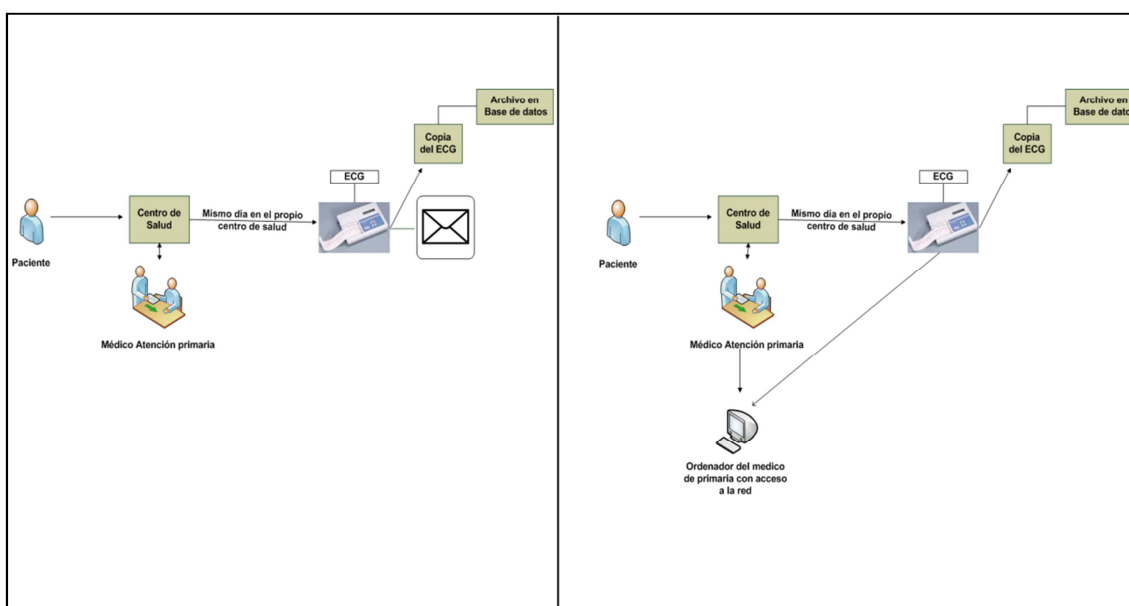 Archivo en
Base de datos
Copia
del ECG
ECG
Centro de
Salud
Mismo día en el propio
centro de salud
Paciente
Médico Atención primaria
Archivo en
Base de datos
Copia
del ECG
ECG
Centro de
Salud
Mismo día en el propio
centro de salud
Paciente
Médico Atención primaria
Ordenador del medico
de primaria con acceso
a la red